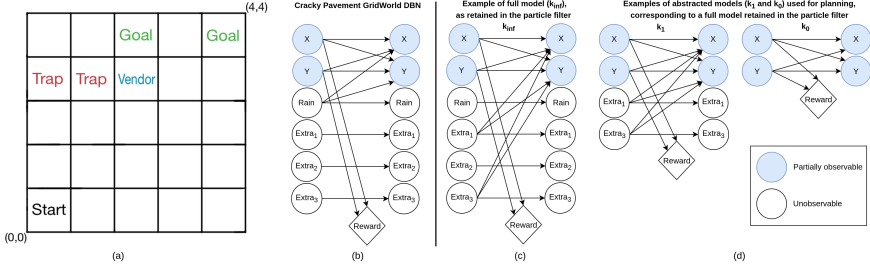 (4,4)
Goal
Goal
Trap
Trap
Vendor
Start
(0,0)
(a)
Cracky Pavement GridWorld DBN
X
X
Y
Y
Rain
Rain
Extra1
Extra1
Extra2
Extra2
Extra3
Extra3
Reward
(b)
Example of full model (kinf),
as retained in the particle filter
kinf
X
X
Y
Y
Rain
Rain
Extra1
Extra1
Extra2
Extra2
Extra3
Extra3
Reward
(c)
Examples of abstracted models (k1 and k0) used for planning,
corresponding to a full model retained in the particle filter
k1
k0
X
X
Y
Y
Extra1
Extra1
Extra3
Extra3
Reward
X
X
Y
Y
Reward
Partially observable
Unobservable
(d)